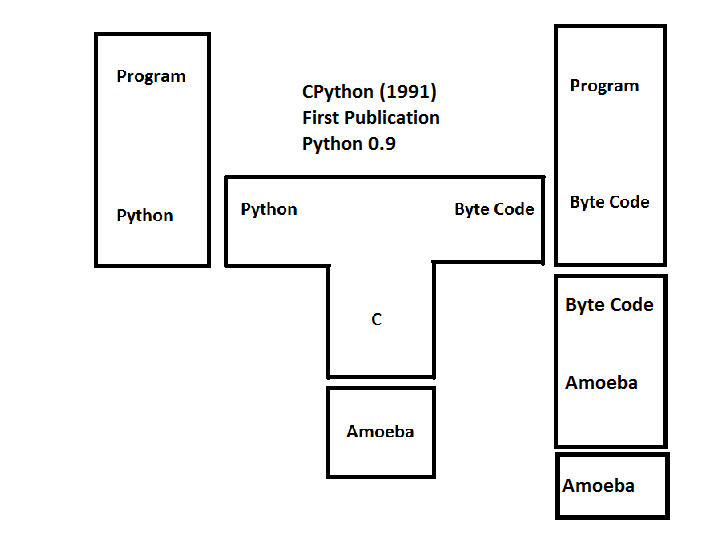 Program
Python
CPython (1991)
First Publication
Python 0.9
Python Byte Code
C
Amoeba
Program
Byte Code
Byte Code
Amoeba
Amoeba